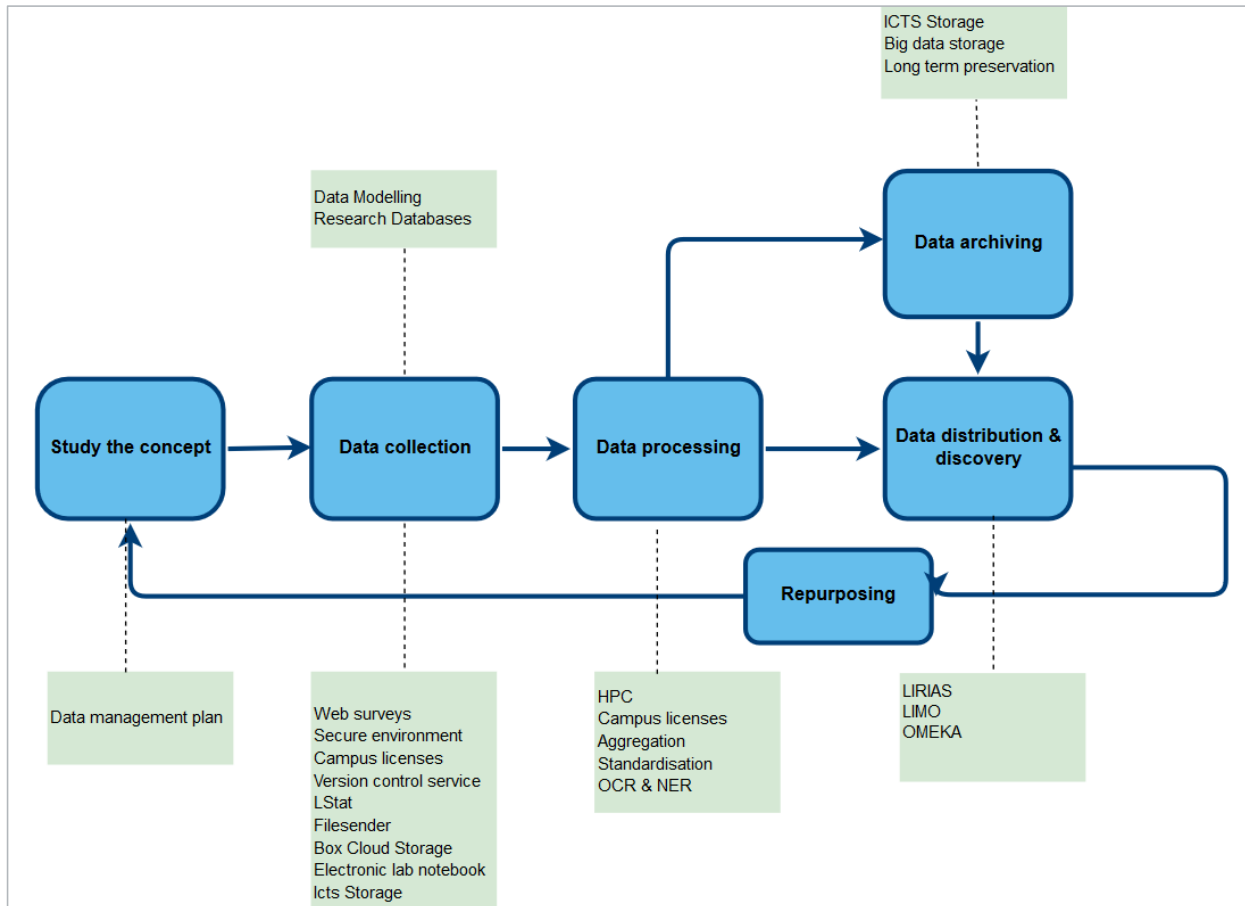 ICTS Storage
Big data storage
Long term preservation
Data Modelling
Research Databases
Data archiving
Study the concept
Data collection
Data processing
Data distribution &
discovery
Repurposing
Data management plan
Web surveys
Secure environment
Campus licenses
Version control service
LStat
Filesender
Box Cloud Storage
Electronic lab notebook
Icts Storage
HPC
Campus licenses
Aggregation
Standardisation
OCR & NER
LIRIAS
LIMO
OMEKA